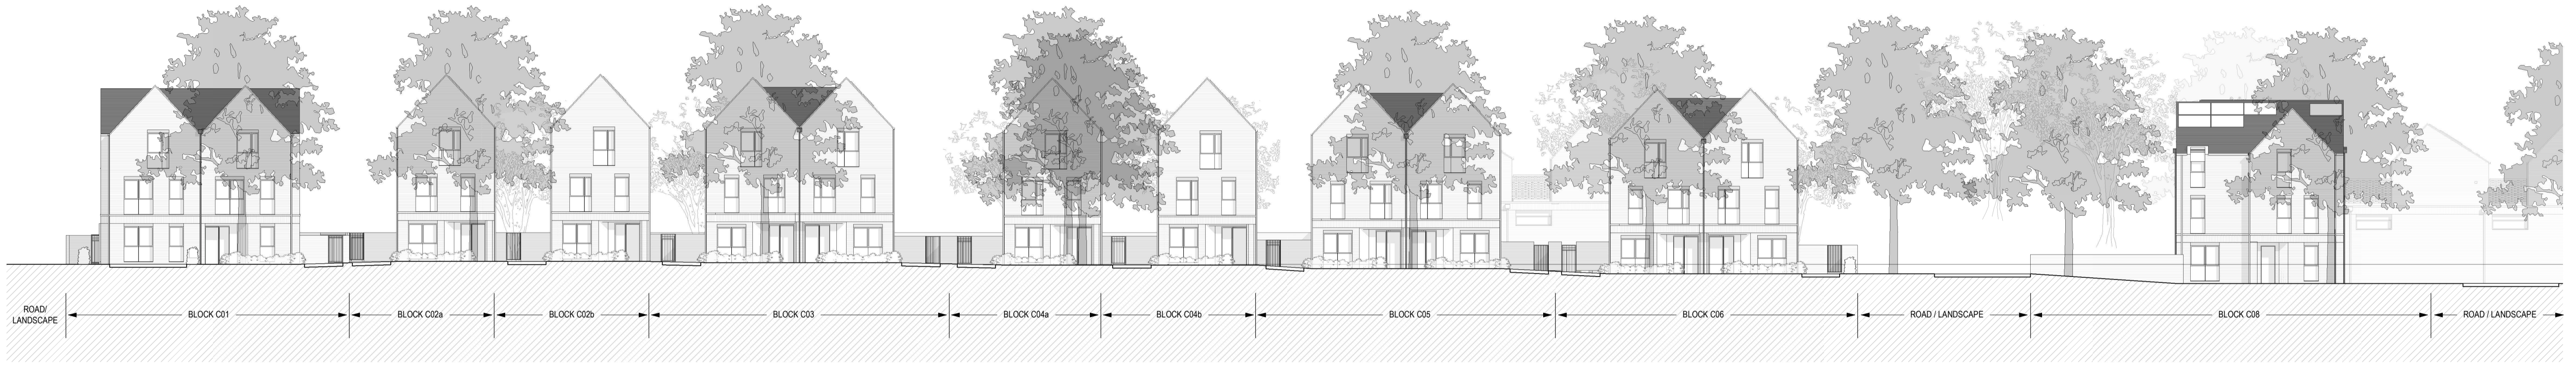 ROAD/
LANDSCAPE
BLOCK C01
BLOCK C02a
BLOCK C02b
BLOCK C03
BLOCK C04a
BLOCK C04b
BLOCK C05
BLOCK C06
ROAD / LANDSCAPE
BLOCK C08
ROAD / LANDSCAPE